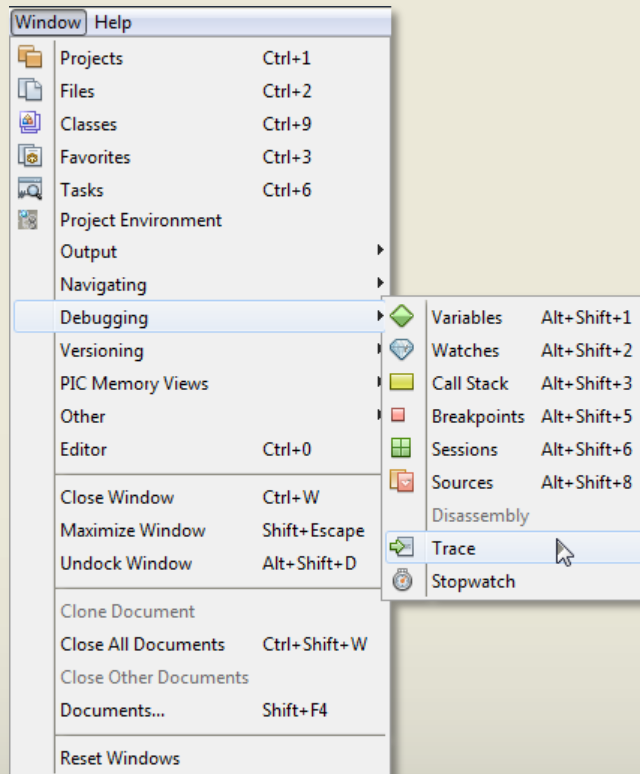 Window Help
Projects Ctrl+1
Files Ctrl+2
Classes Ctrl+9
Favorites Ctrl+3
Tasks Ctrl+6
Project Environment
Output
Navigating
Debugging
Versioning
PIC Memory Views
Other
Editor Ctrl+0
Close Window Ctrl+W
Maximize Window Shift+Escape
Undock Window Alt+Shift+D
Clone Document
Close All Documents Ctrl+Shift+W
Close Other Documents
Documents... Shift+F4
Reset Windows
Variables Alt+Shift+1
Watches Alt+Shift+2
Call Stack Alt+Shift+3
Breakpoints Alt+Shift+5
Sessions Alt+Shift+6
Sources Alt+Shift+8
Disassembly
Trace
Stopwatch